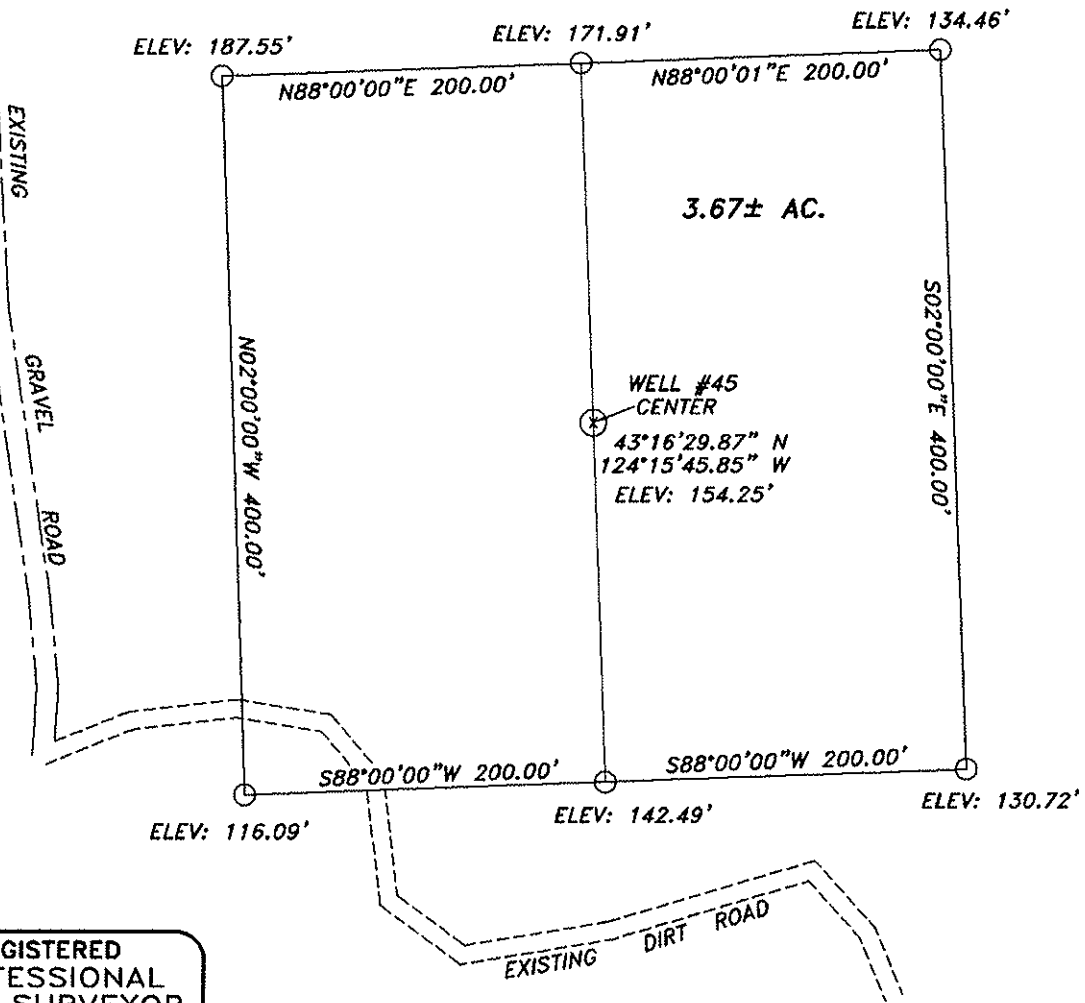 ELEV: 187.55'
ELEV: 171.91'
ELEV: 134.46'
N88°00'00"E 200.00'
N88°00'01"E 200.00'
EXISTING
GRAVEL
ROAD
3.67± AC.
N02°00'00"W 400.00'
S02°00'00"E 400.00'
WELL #45
CENTER
43°16'29.87" N
124°15'45.85" W
ELEV: 154.25'
S88°00'00"W 200.00'
S88°00'00"W 200.00'
ELEV: 116.09'
ELEV: 142.49'
ELEV: 130.72'
EXISTING DIRT ROAD
GISTERED
FESSIONAL
SURVEYOR